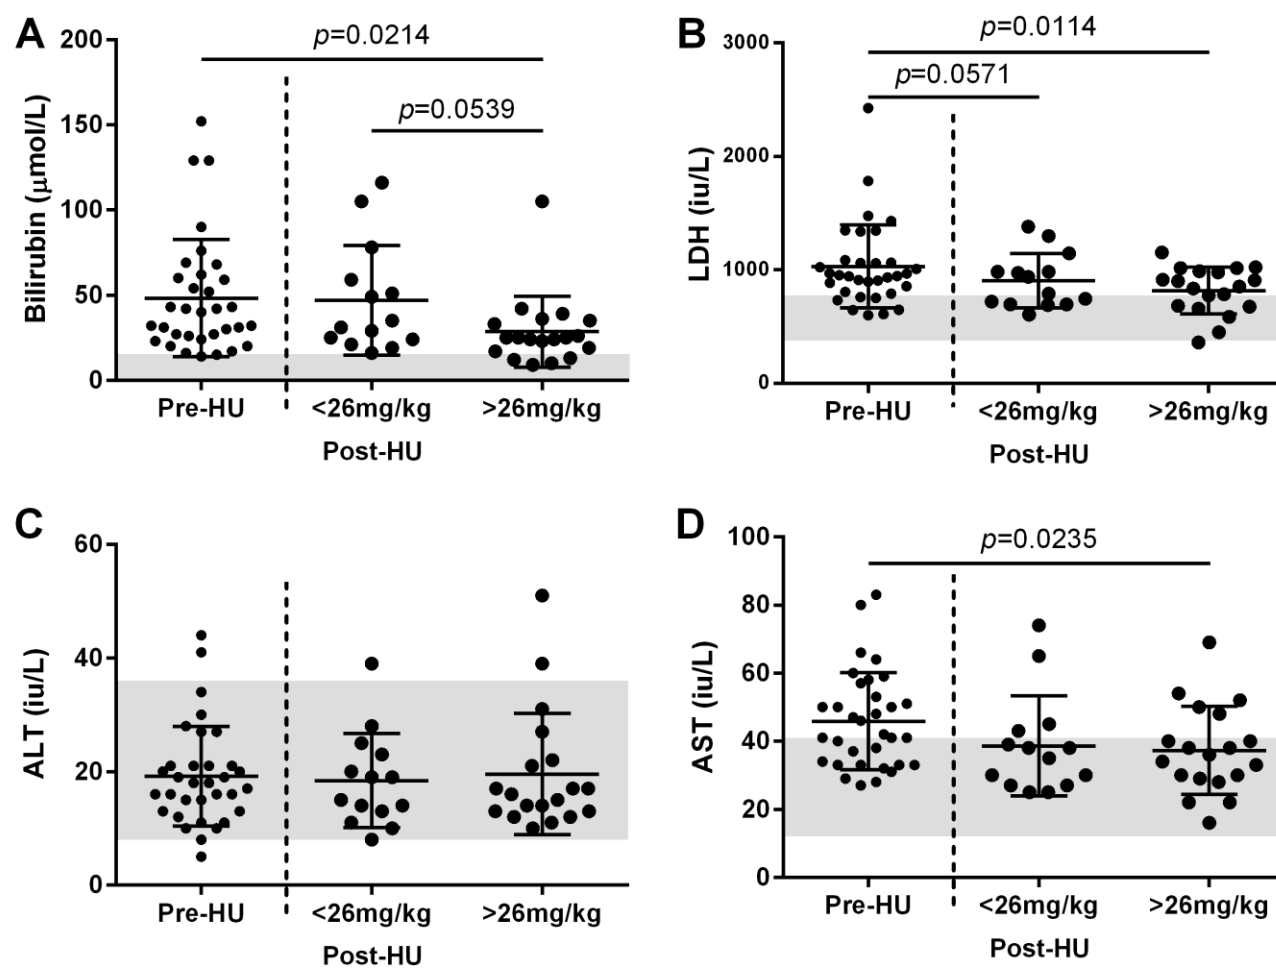 A
p=0.0214
p=0.0539
Bilirubin (μmol/L)
200
150
100
50
0
Pre-HU <26mg/kg >26mg/kg
Post-HU
B
p=0.0114
p=0.0571
LDH (iu/L)
3000
2000
1000
0
Pre-HU <26mg/kg >26mg/kg
Post-HU
C
ALT (iu/L)
60
40
20
0
Pre-HU <26mg/kg >26mg/kg
Post-HU
D
p=0.0235
AST (iu/L)
100
80
60
40
20
0
Pre-HU <26mg/kg >26mg/kg
Post-HU